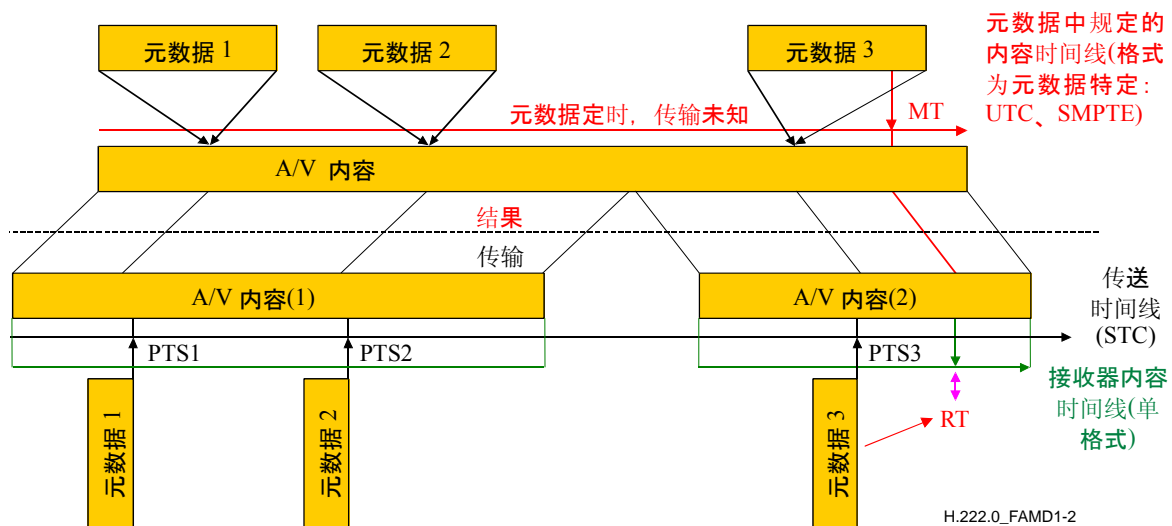 元数据 1
元数据 2
元数据 3
元数据中规定的
内容时间线(格式
为元数据特定：
UTC、SMPTE)
元数据定时，传输未知
MT
A/V 内容
结果
传输
A/V 内容(1)
A/V 内容(2)
传送
时间线
(STC)
PTS1
PTS2
PTS3
接收器内容
时间线(单
格式)
元数据 1
元数据 2
元数据 3
RT
H.222.0_FAMD1-2